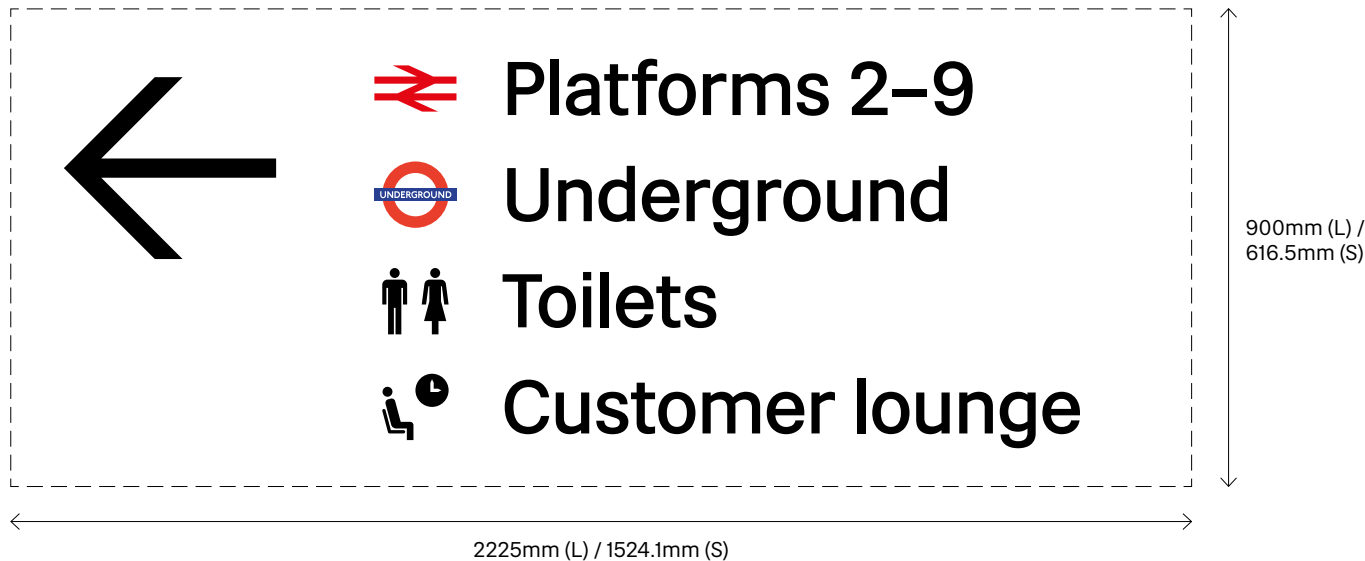 Platforms 2–9
UNDERGROUND
Underground
Toilets
Customer lounge
900mm (L) /
616.5mm (S)
2225mm (L) / 1524.1mm (S)